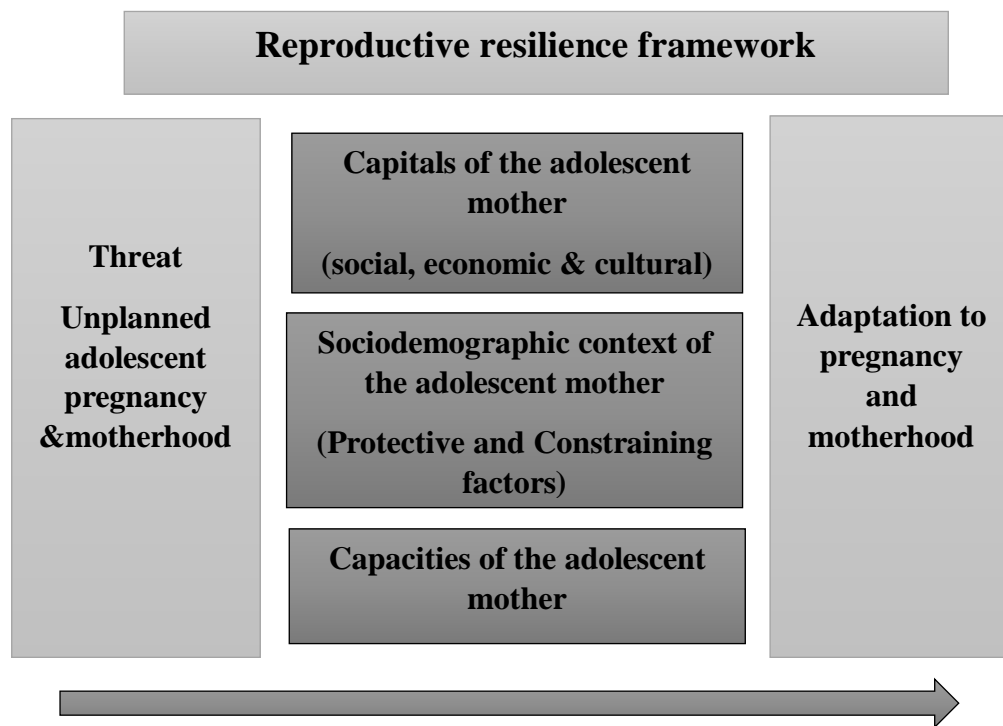 Reproductive resilience framework
Threat
Unplanned
adolescent
pregnancy
&motherhood
Capitals of the adolescent
mother
(social, economic & cultural)
Sociodemographic context of
the adolescent mother
(Protective and Constraining
factors)
Capacities of the adolescent
mother
Adaptation to
pregnancy
and
motherhood